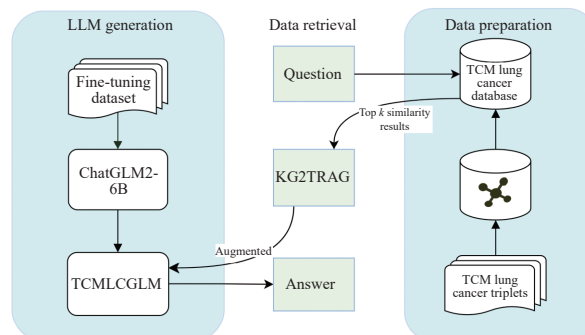 LLM generation
Data retrieval
Data preparation
Fine-tuning
dataset
Question
TCM lung
cancer
database
Top k similarity
results
ChatGLM2-
6B
KG2TRAG
Augmented
TCMLCGLM
Answer
TCM lung
cancer triplets